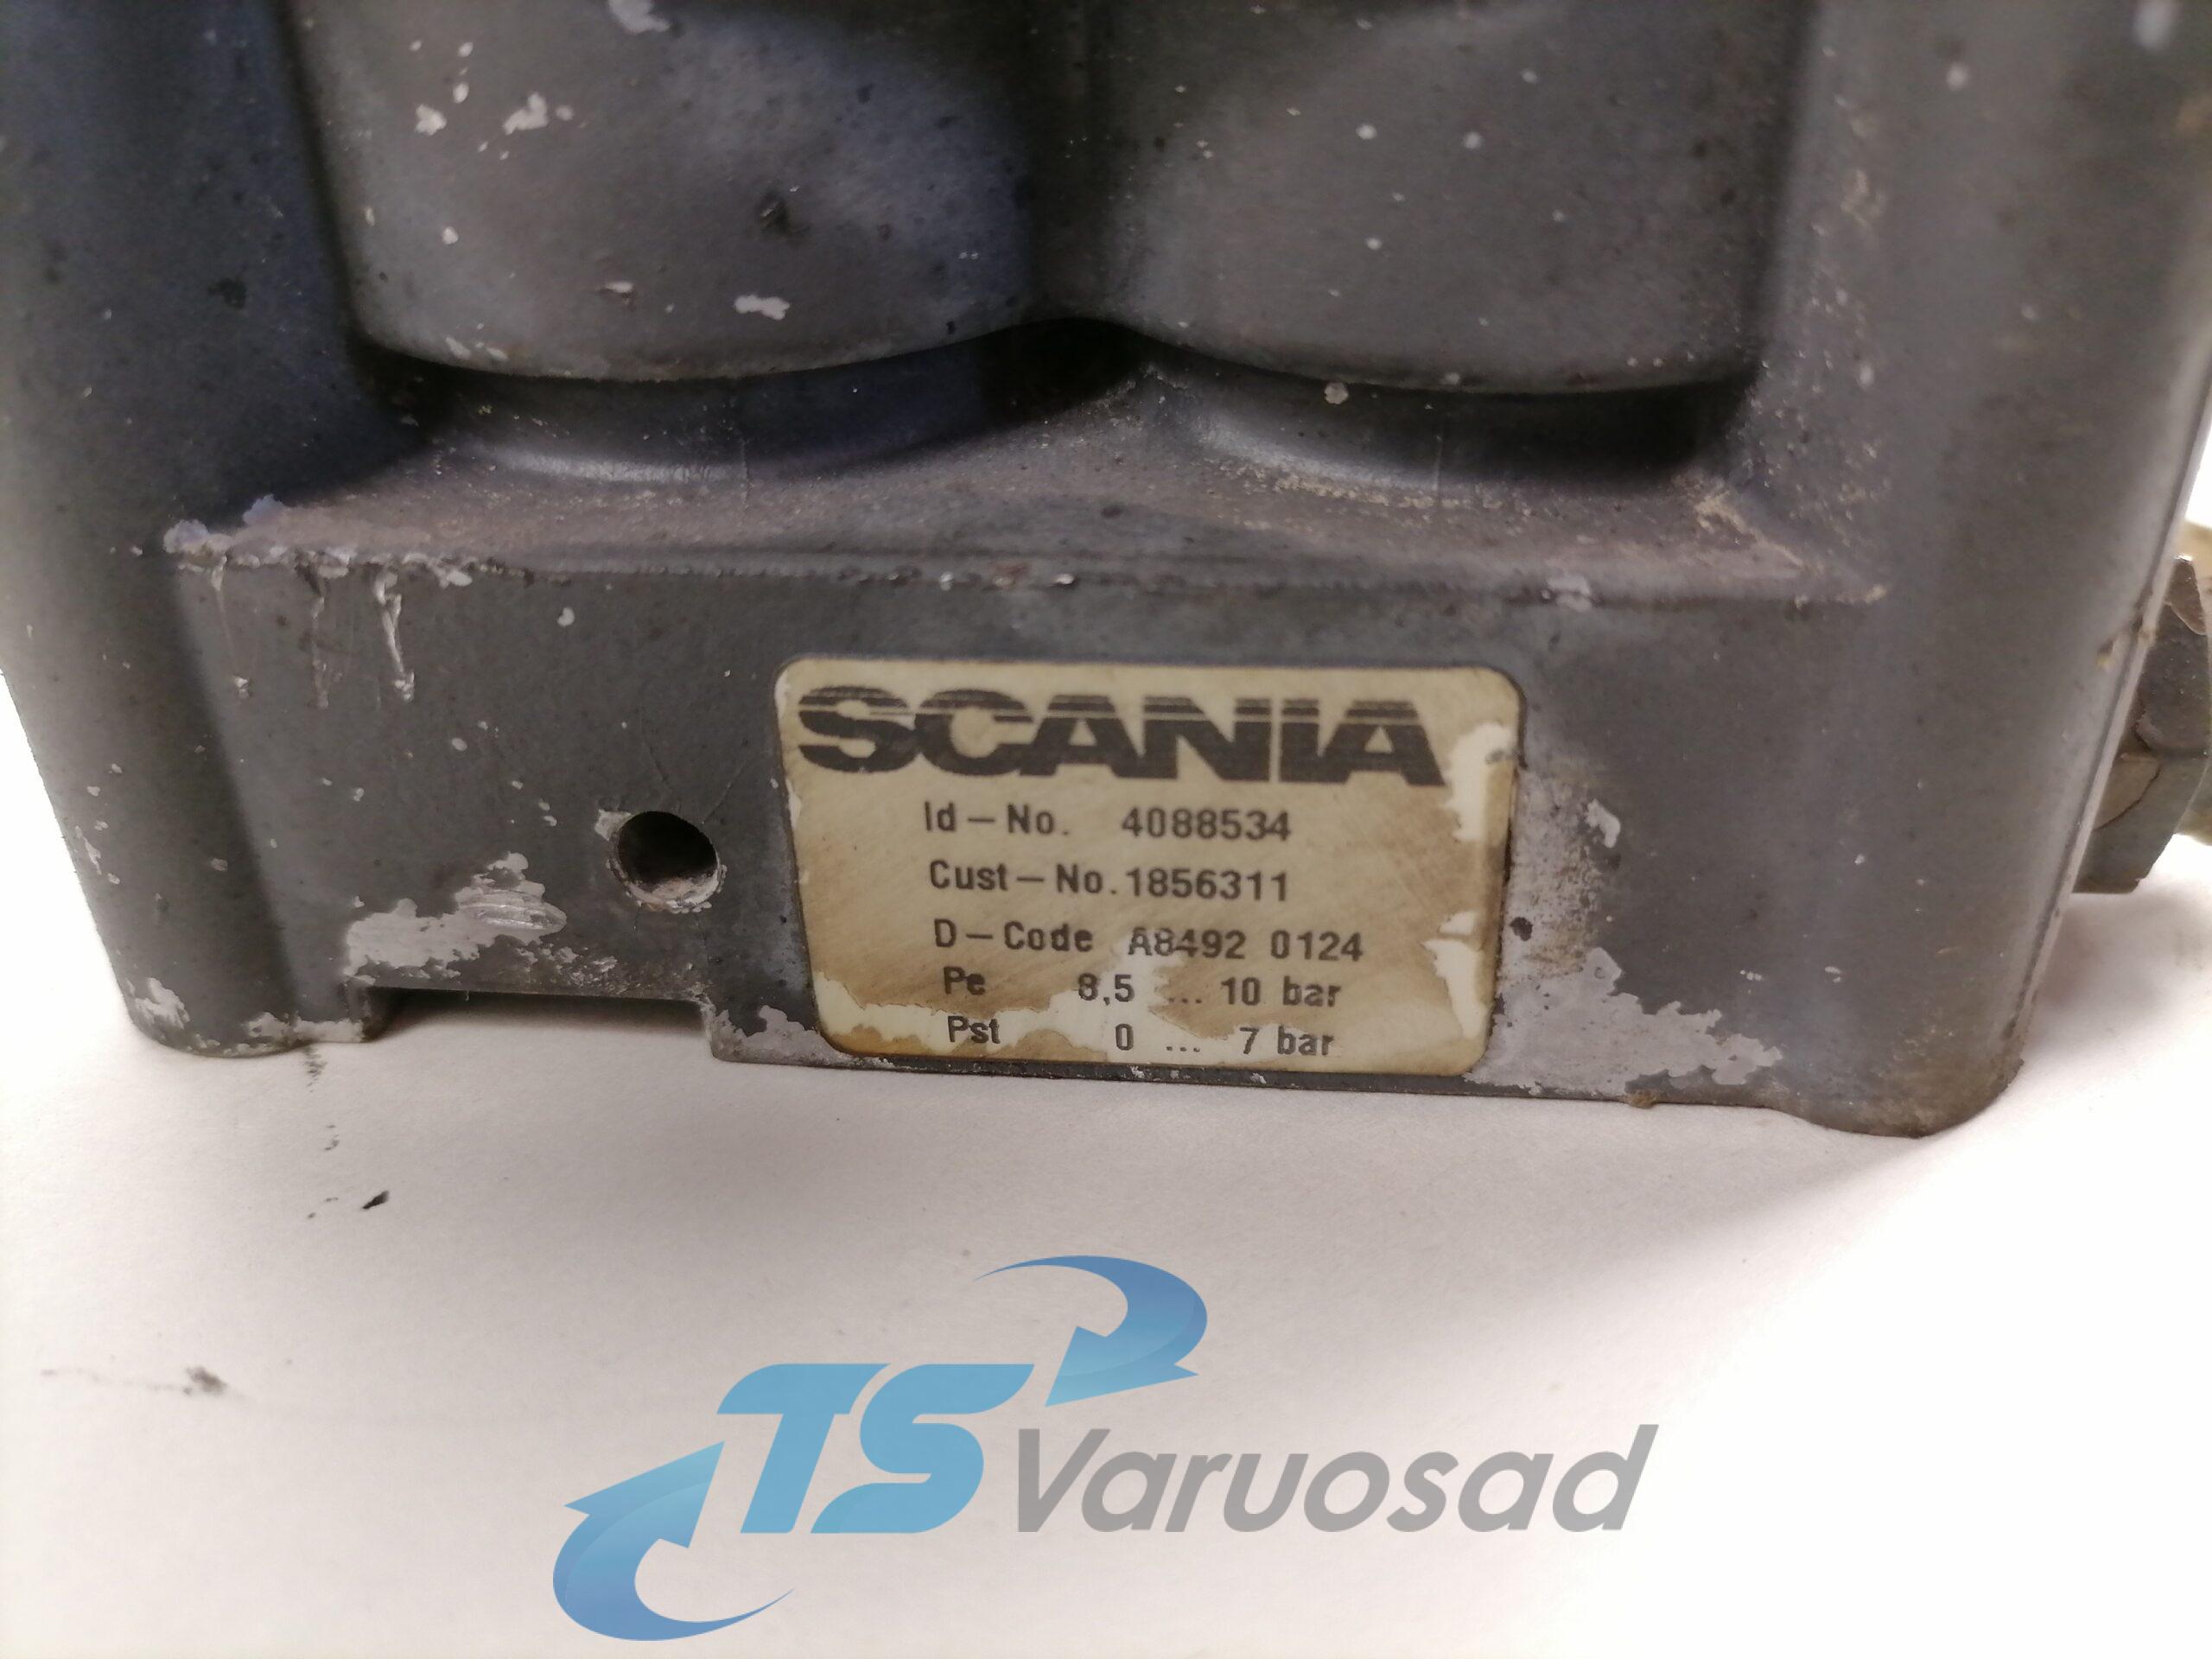 SCANIA
Id-No. 4088534
Cust-No. 1856311
D-Code A8492 0124
Pe 8,5 ... 10 bar
Pst 0 ... 7 bar
TS Varuosad